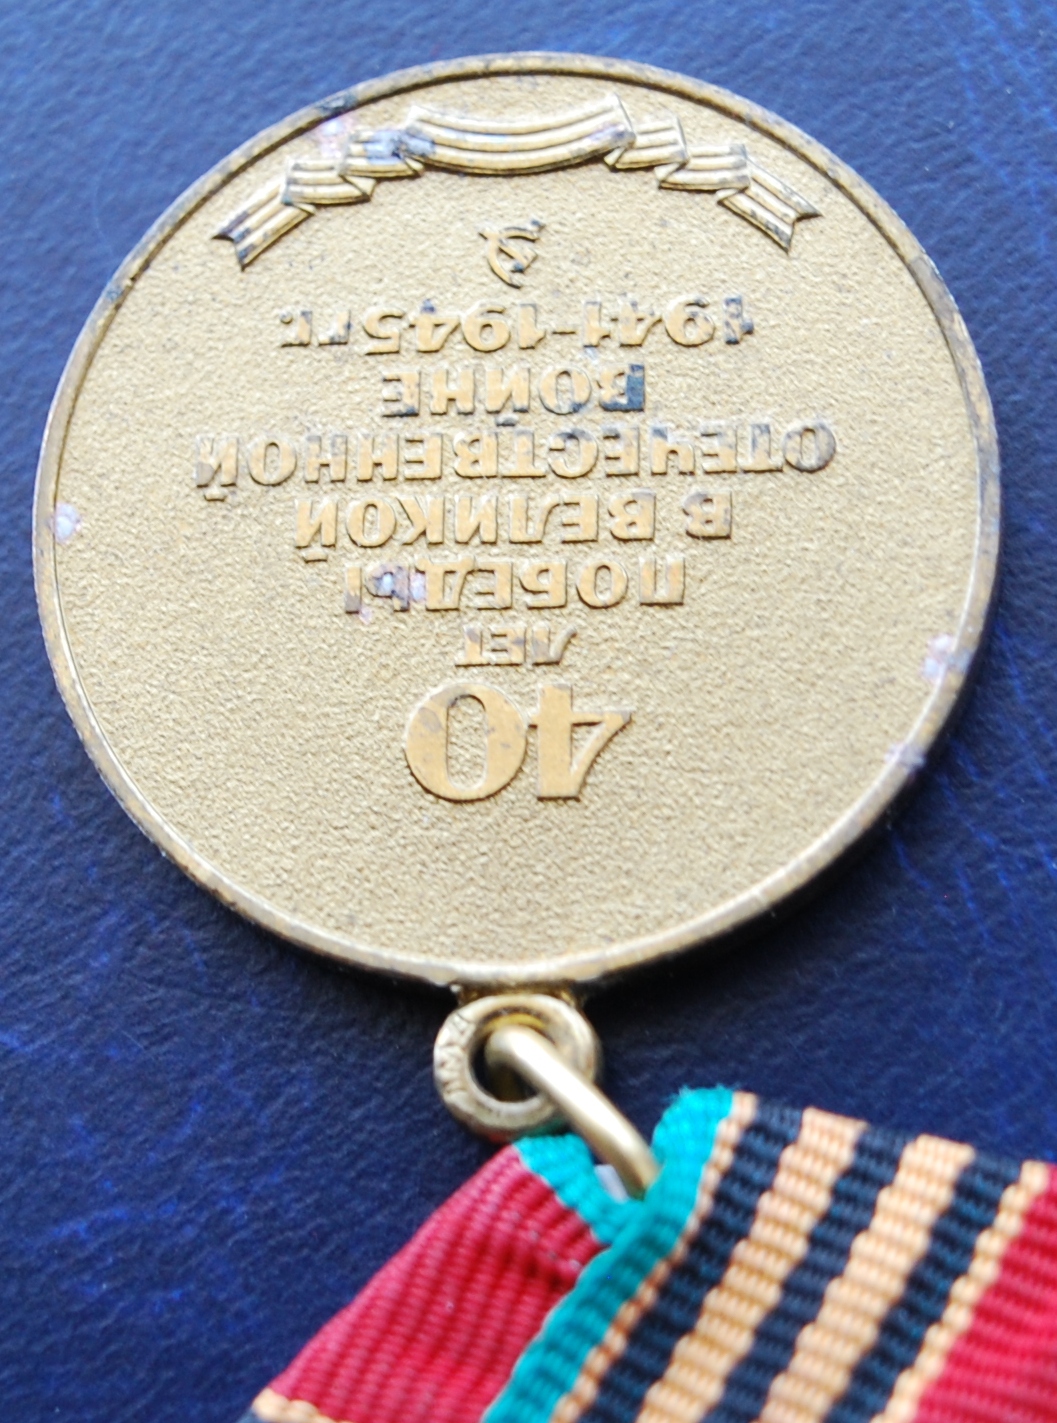 40
ЛЕТ
ПОБЕДЫ
В ВЕЛИКОЙ
ОТЕЧЕСТВЕННОЙ
ВОЙНЕ
1941-1945 гг.